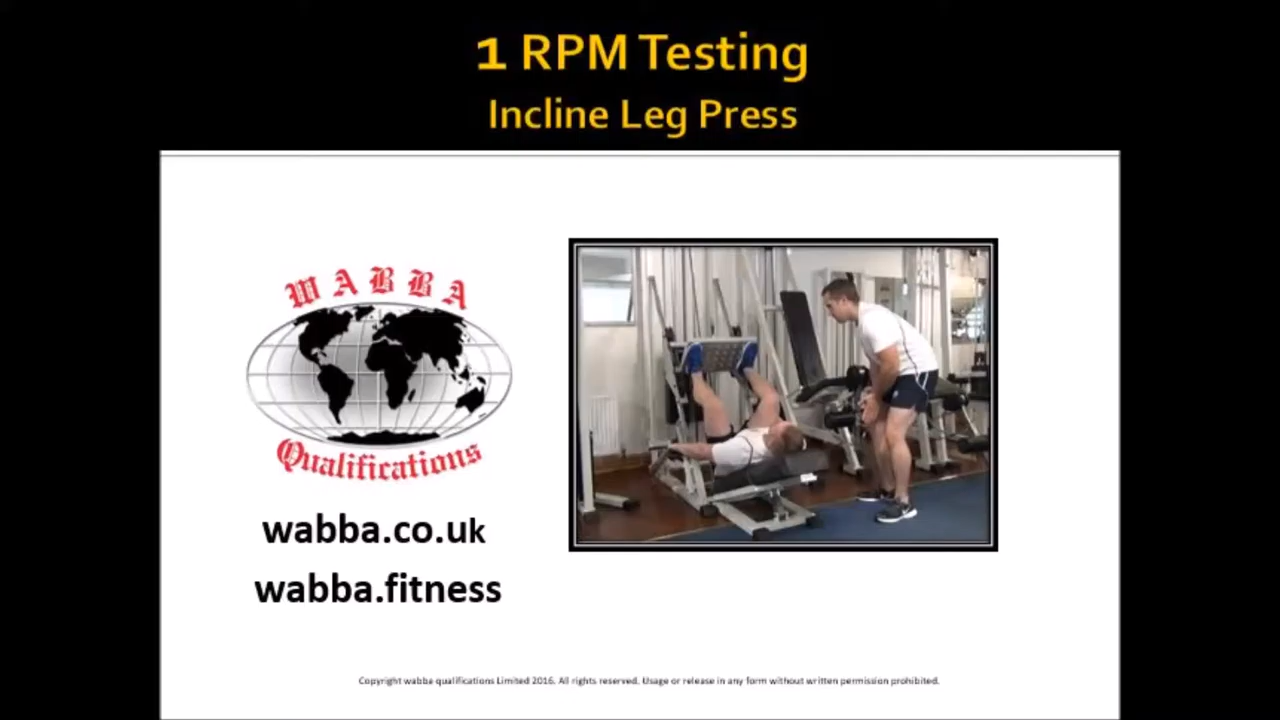 1 RPM Testing
Incline Leg Press
WABBA
Qualifications
wabba.co.uk
wabba.fitness
Copyright wabba qualifications Limited 2016. All rights reserved. Usage or release in any form without written permission prohibited.